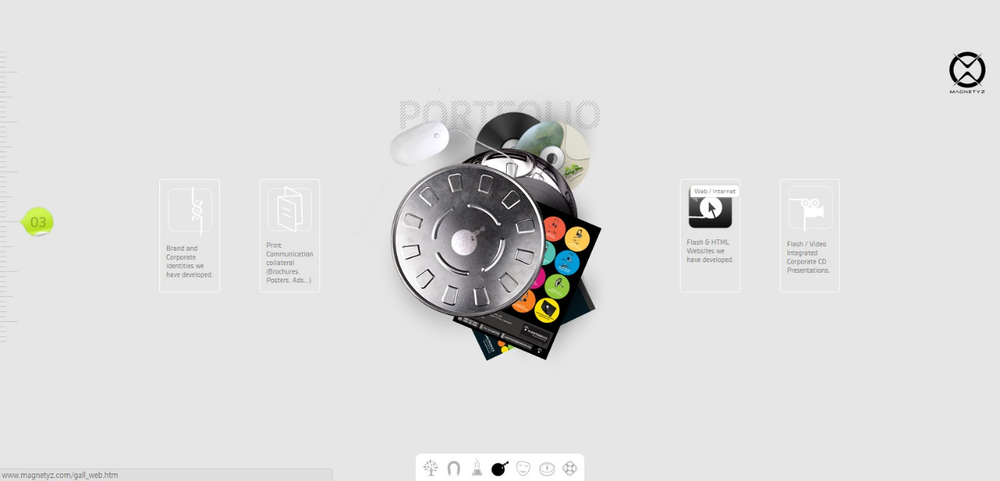 PORTFOLIO
MAGNETYZ
03
Brand and
Corporate
identities we
have developed.
Print
Communication
collateral
(Brochures,
Posters, Ads...)
Web / internet
Flash & HTML
Websites we
have developed.
Flash / Video
Integrated
Corporate CD
Presentations.
www.magnetyz.com/gall_web.htm